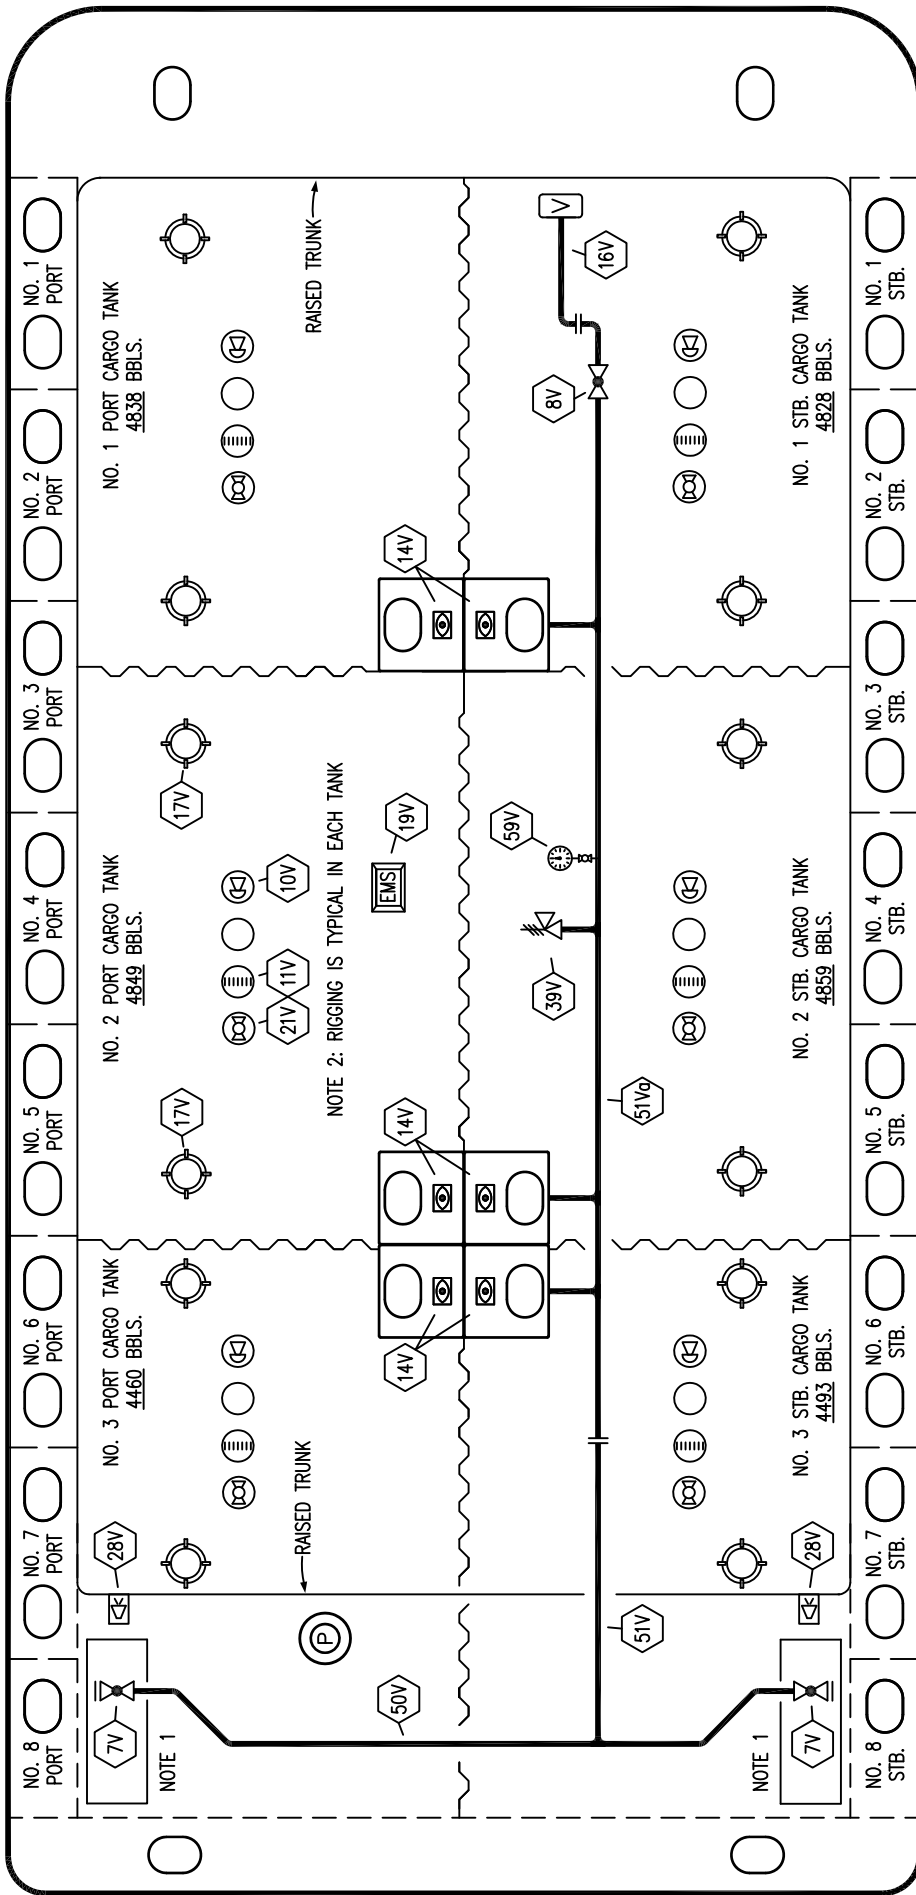 NO. 8
PORT
NO. 7
PORT
NO. 6
PORT
NO. 5
PORT
NO. 4
PORT
NO. 3
PORT
NO. 2
PORT
NO. 1
PORT
7V
28V
NOTE 1
NO. 3 PORT CARGO TANK
4460 BBLS.
NO. 2 PORT CARGO TANK
4849 BBLS.
NO. 1 PORT CARGO TANK
4838 BBLS.
17V
17V
21V
11V
10V
P
RAISED TRUNK
NOTE 2: RIGGING IS TYPICAL IN EACH TANK
RAISED TRUNK
50V
14V
14V
EMSI
19V
14V
59V
39V
8V
16V
V
51V
51Va
NOTE 1
7V
28V
NO. 3 STB. CARGO TANK
4493 BBLS.
NO. 2 STB. CARGO TANK
4859 BBLS.
NO. 1 STB. CARGO TANK
4828 BBLS.
NO. 8
STB.
NO. 7
STB.
NO. 6
STB.
NO. 5
STB.
NO. 4
STB.
NO. 3
STB.
NO. 2
STB.
NO. 1
STB.